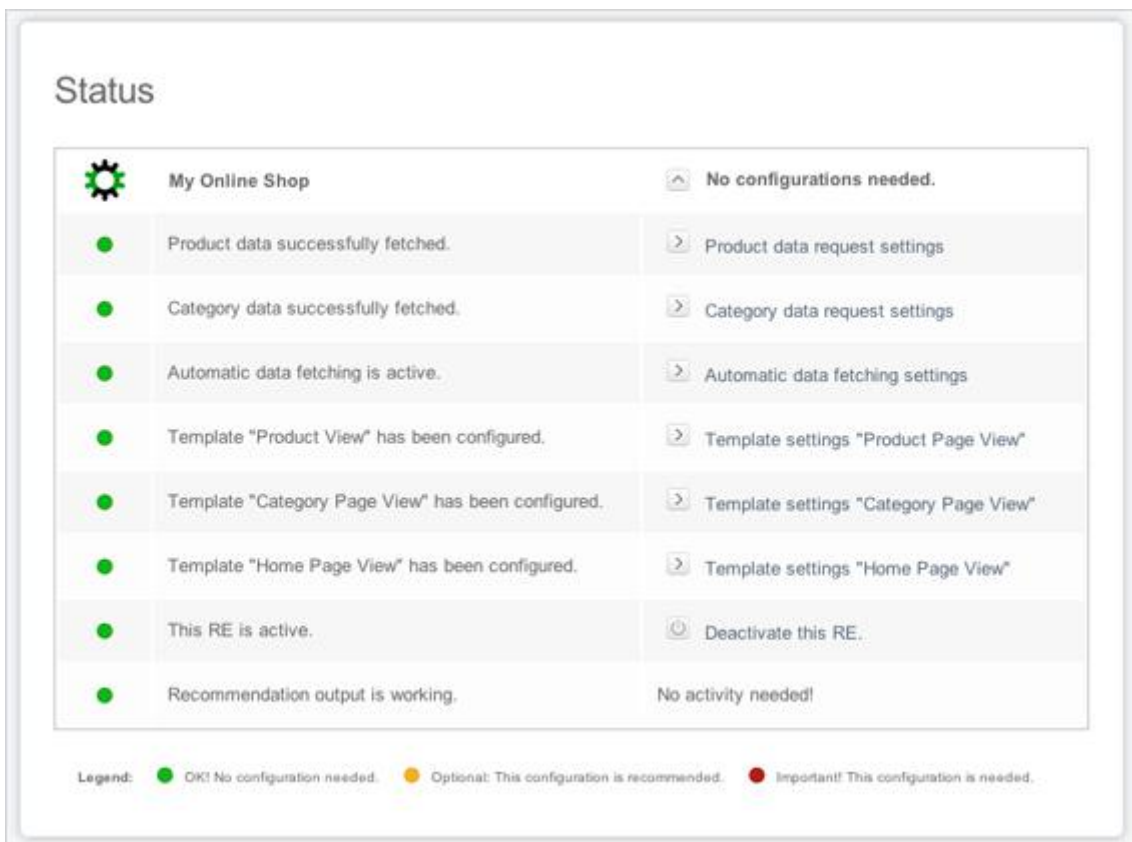 Status
My Online Shop No configurations needed.
Product data successfully fetched. Product data request settings
Category data successfully fetched. Category data request settings
Automatic data fetching is active. Automatic data fetching settings
Template "Product View" has been configured. Template settings "Product Page View"
Template "Category Page View" has been configured. Template settings "Category Page View"
Template "Home Page View" has been configured. Template settings "Home Page View"
This RE is active. Deactivate this RE.
Recommendation output is working. No activity needed!
Legend: OK! No configuration needed. Optional: This configuration is recommended. Important! This configuration is needed.